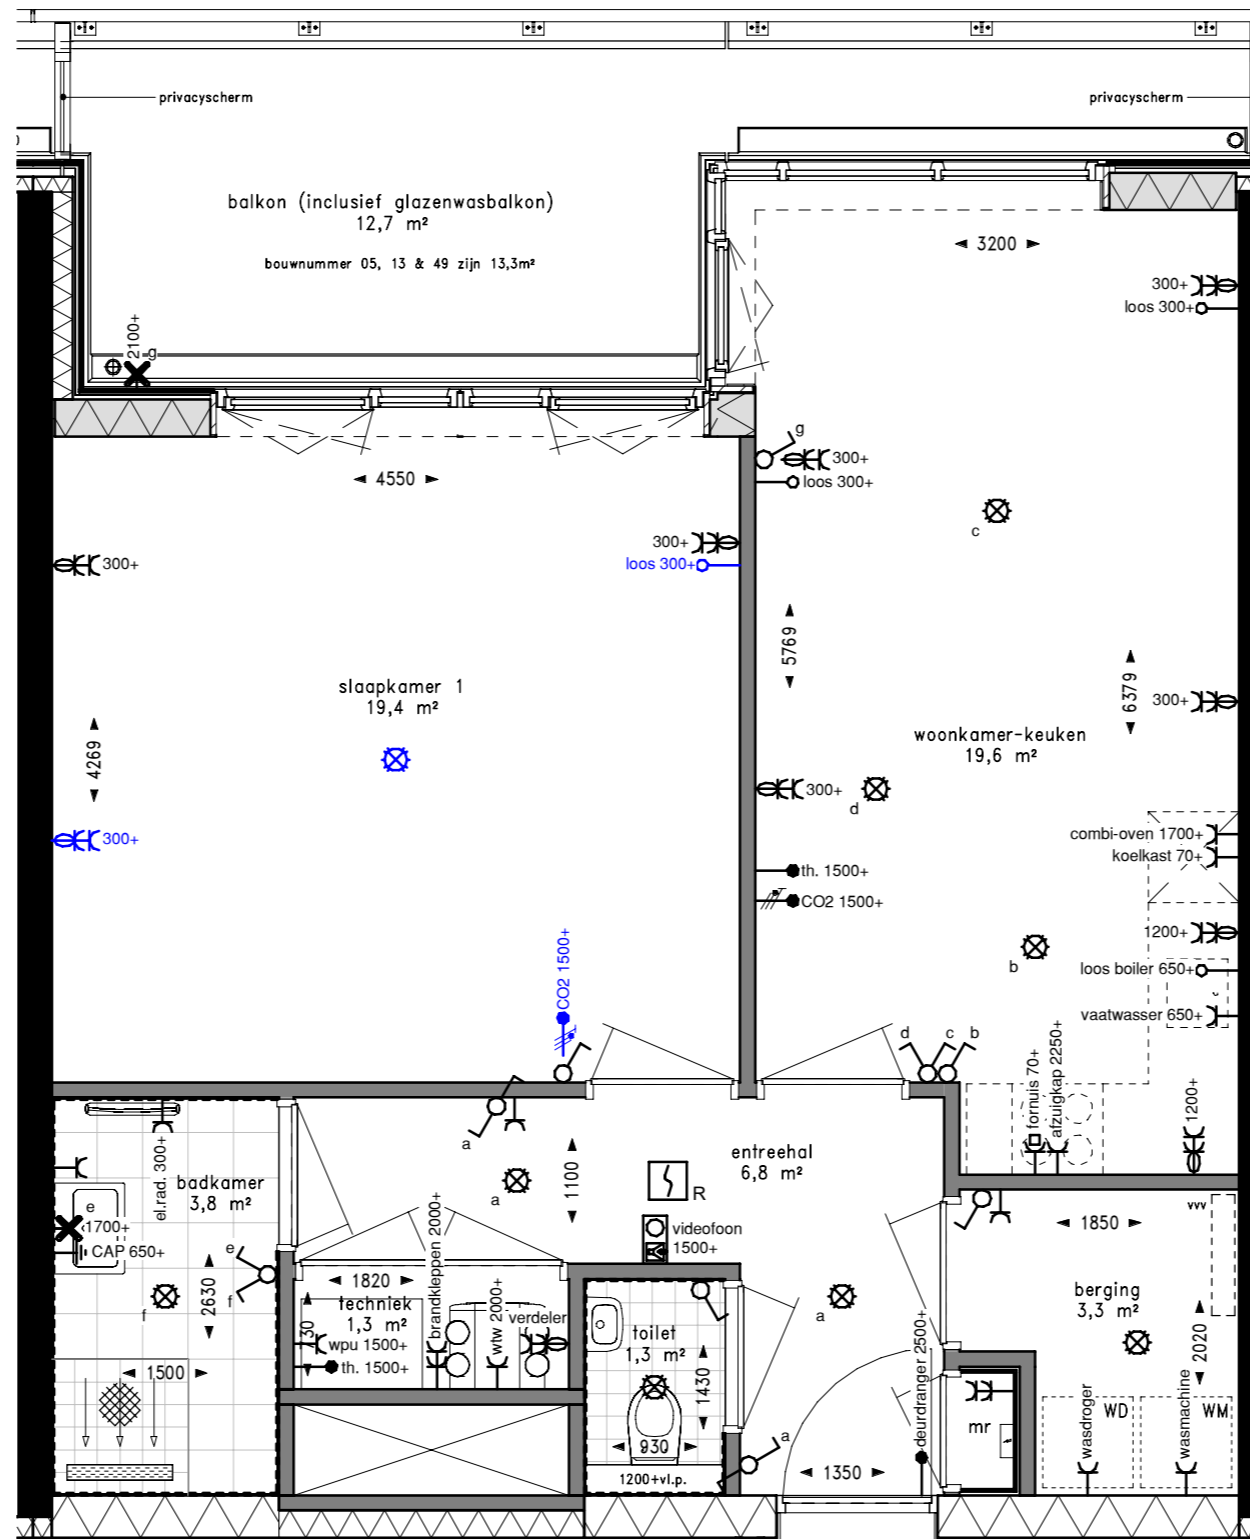 privacyscherm
privacyscherm
balkon (inclusief glazenwasbalkon)
12,7 m²
bouwnummer 05, 13 & 49 zijn 13,3m²
3200
300+
loos 300+
2100+
g
g
300+
loos 300+
4550
c
300+
300+
loos 300+
5769
6379
slaapkamer 1
19,4 m²
300+
woonkamer-keuken
19,6 m²
4269
300+
d
300+
combi-oven 1700+
koelkast 70+
th. 1500+
CO2 1500+
1200+
CO2 1500+
b
loos boiler 650+
vaatwasser 650+
d
c
b
fornuis 70+
afzuigkap 2250+
1200+
a
el.rad. 300+
badkamer
3,8 m²
a
1100
entreehal
6,8 m²
R
videofoon
1500+
e
1700+
CAP 650+
e
f
f
2630
1500
1820
techniek
1,3 m²
730
wpu 1500+
th. 1500+
brandkleppen 2000+
wtw 2000+
verdeler
toilet
1,3 m²
1430
930
1200+vl.p.
a
a
deurdranger 2500+
1350
mr
1850
vvv
berging
3,3 m²
2020
wasdroger
WD
wasmachine
WM